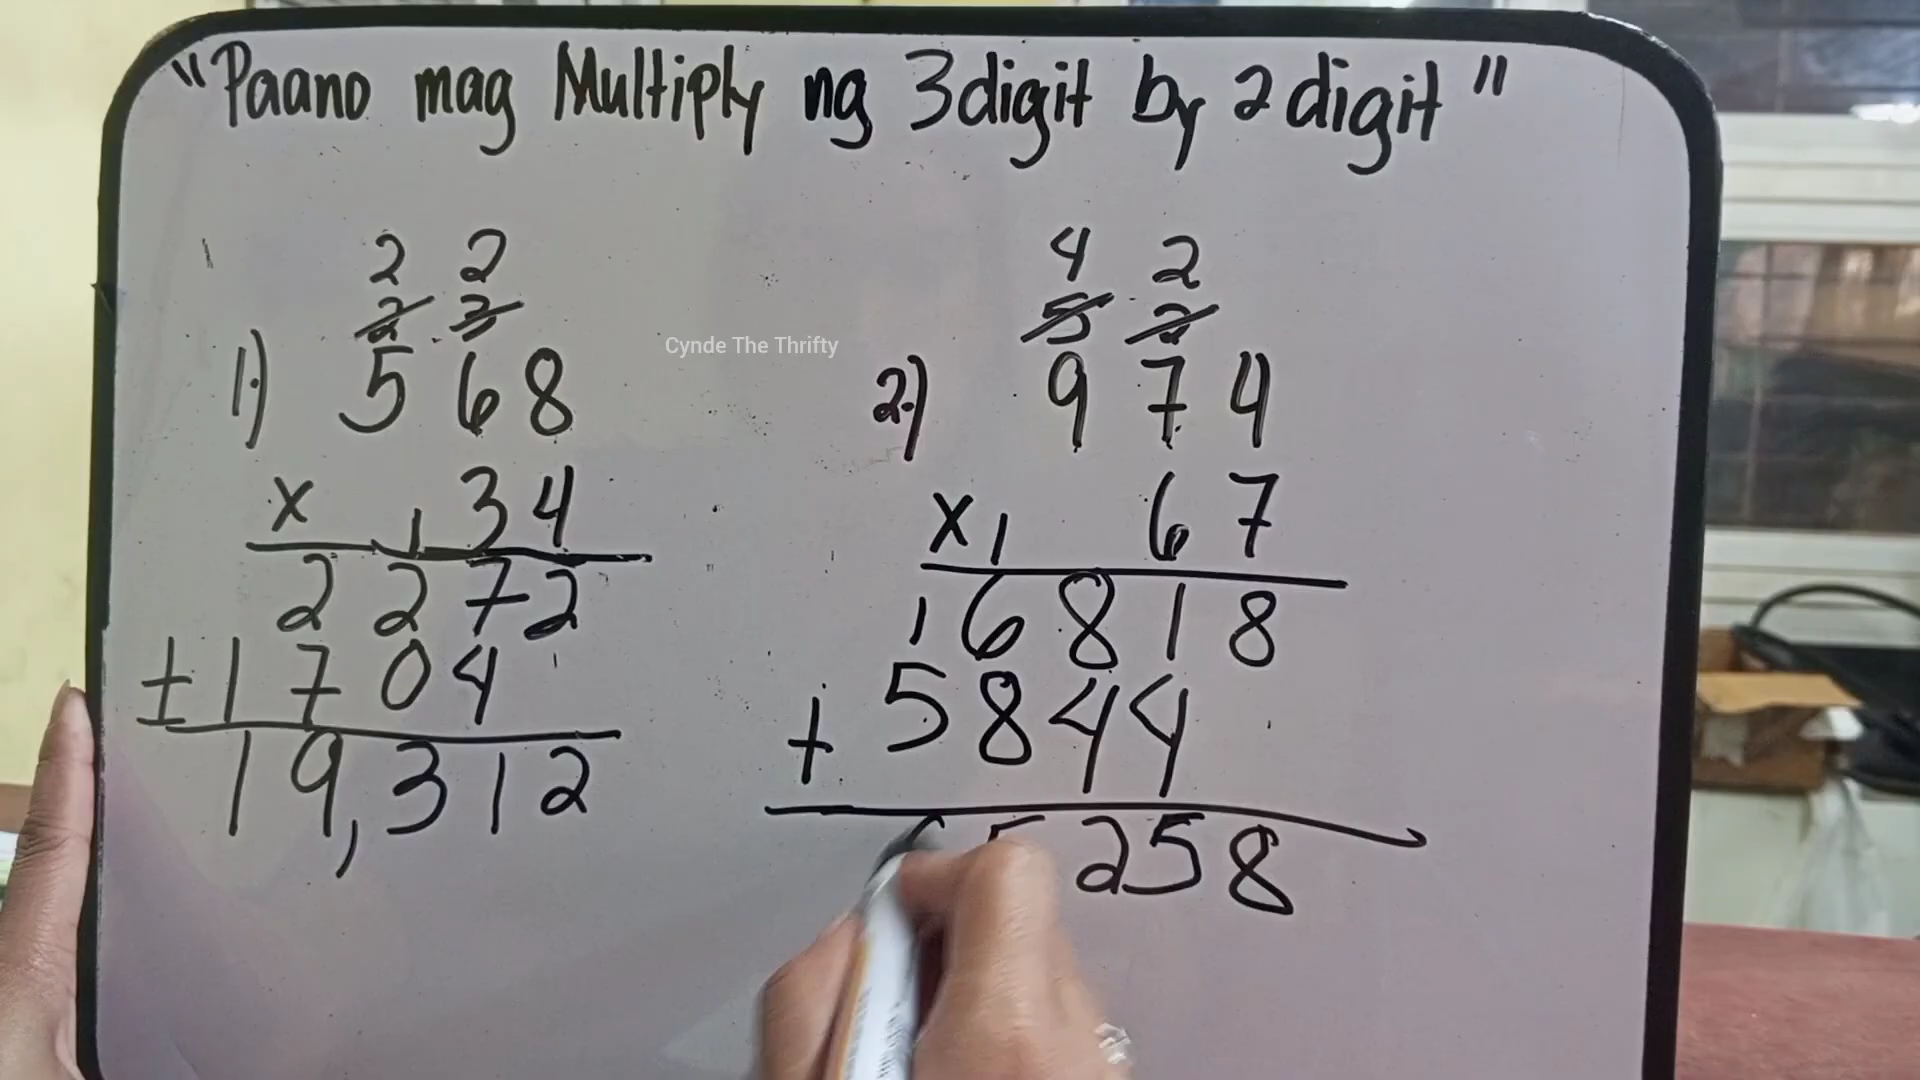 "Paano mag Multiply ng 3digit by 2digit"
2 2
2 3
1.) 5 6 8
x 3 4
1
2 2 7 2
+ 1 7 0 4
1 9, 3 1 2
Cynde The Thrifty
4 2
5 2
2.) 9 7 4
x 6 7
1
1 6 8 1 8
+ 5 8 4 4
6 5 2 5 8